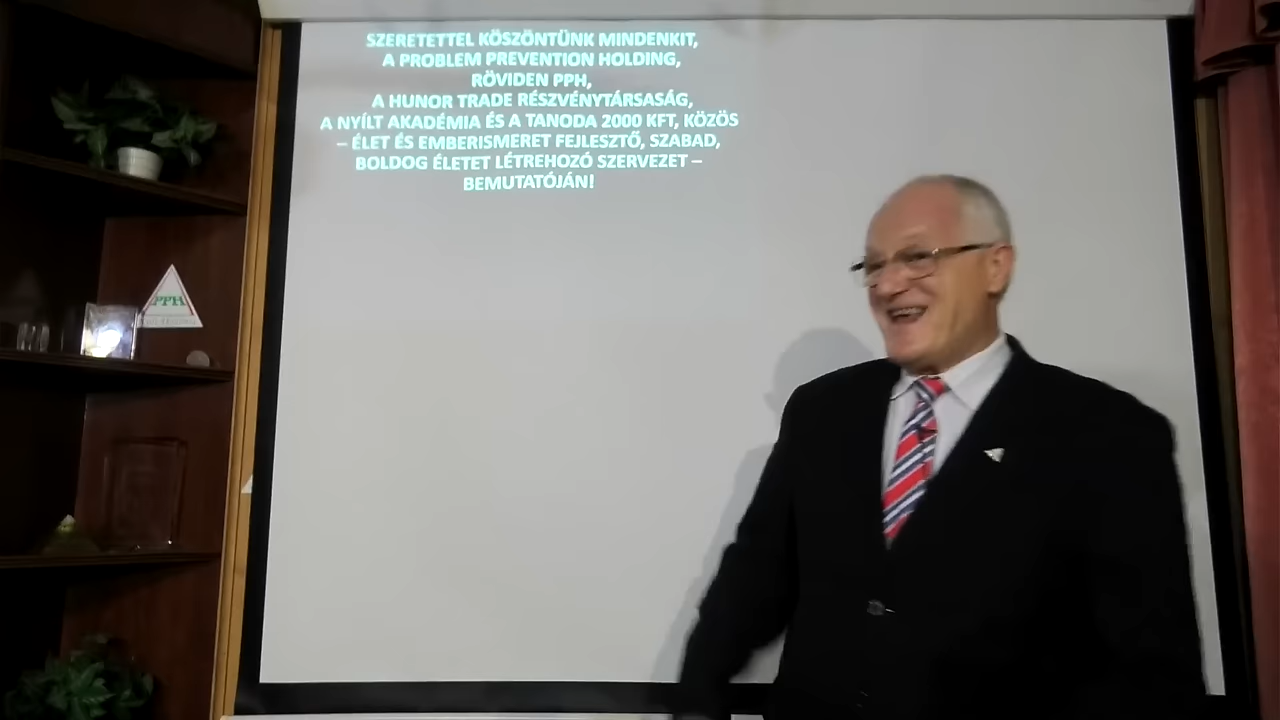 SZERETETTEL KÖSZÖNTÜNK MINDENKIT,
A PROBLEM PREVENTION HOLDING,
RÖVIDEN PPH,
A HUNOR TRADE RÉSZVÉNYTÁRSASÁG,
A NYÍLT AKADÉMIA ÉS A TANODA 2000 KFT, KÖZÖS
– ÉLET ÉS EMBERISMERET FEJLESZTŐ, SZABAD,
BOLDOG ÉLETET LÉTREHOZÓ SZERVEZET –
BEMUTATÓJÁN!
PPH